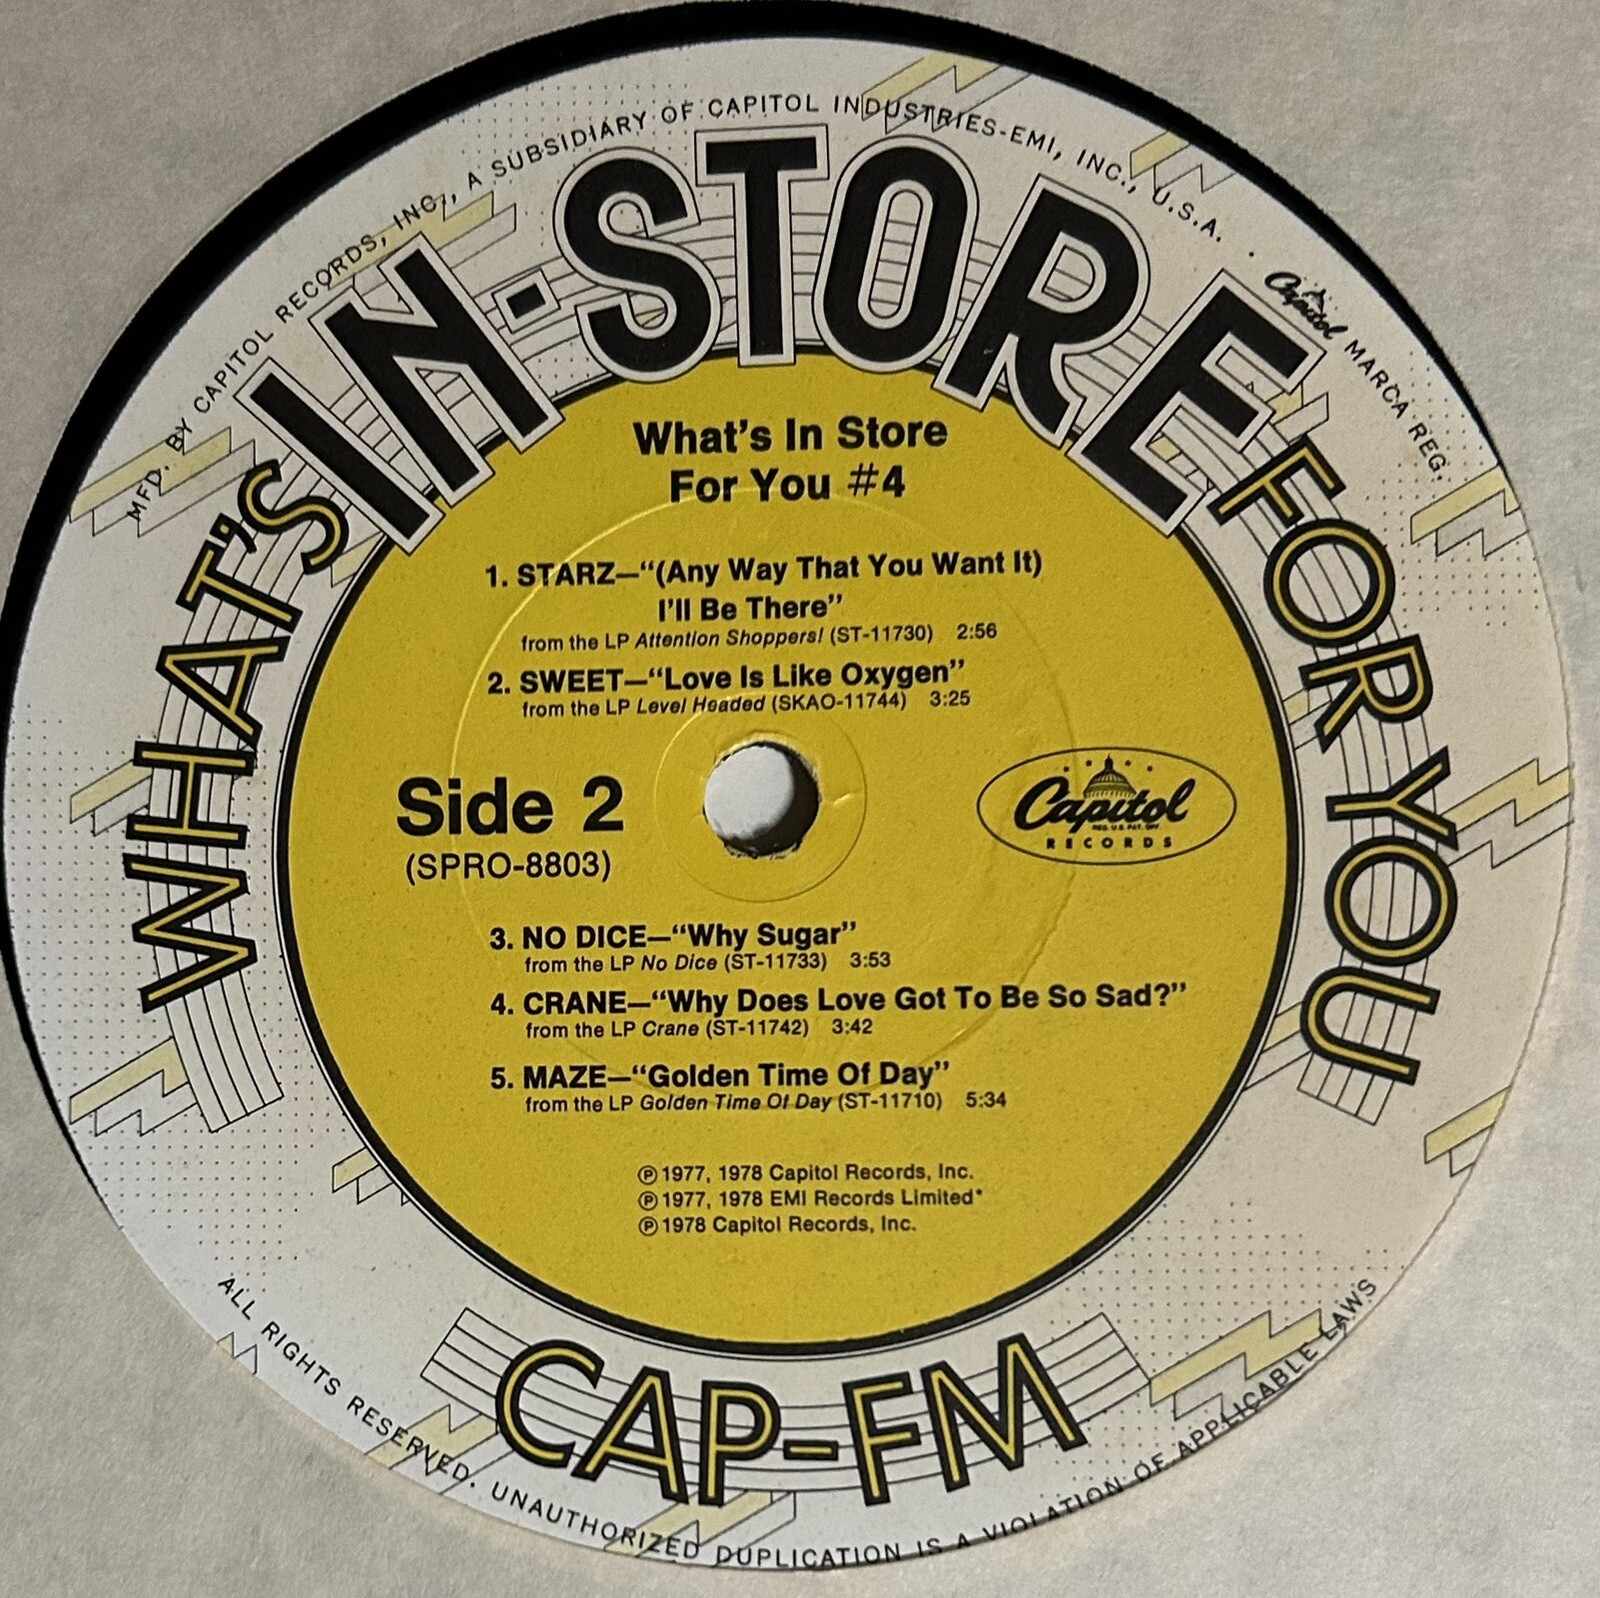 MFD. BY CAPITOL RECORDS, INC., A SUBSIDIARY OF CAPITOL INDUSTRIES-EMI, INC., U.S.A. · Capitol MARCA REG.
WHAT'S IN-STORE FOR YOU
What's In Store
For You #4
1. STARZ—“(Any Way That You Want It)
I'll Be There”
from the LP Attention Shoppers! (ST-11730) 2:56
2. SWEET—“Love Is Like Oxygen”
from the LP Level Headed (SKAO-11744) 3:25
Side 2
(SPRO-8803)
Capitol
REG. U.S. PAT. OFF.
RECORDS
3. NO DICE—“Why Sugar”
from the LP No Dice (ST-11733) 3:53
4. CRANE—“Why Does Love Got To Be So Sad?”
from the LP Crane (ST-11742) 3:42
5. MAZE—“Golden Time Of Day”
from the LP Golden Time Of Day (ST-11710) 5:34
℗ 1977, 1978 Capitol Records, Inc.
℗ 1977, 1978 EMI Records Limited*
℗ 1978 Capitol Records, Inc.
CAP-FM
ALL RIGHTS RESERVED. UNAUTHORIZED DUPLICATION IS A VIOLATION OF APPLICABLE LAWS